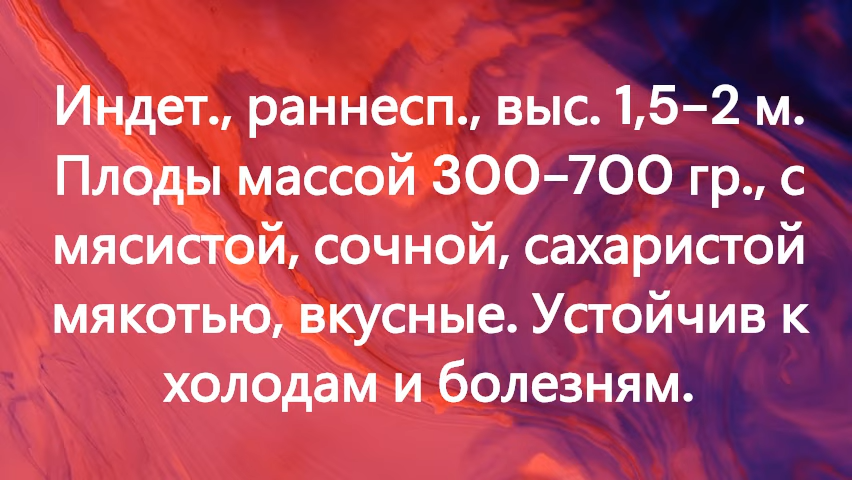 Индет., раннесп., выс. 1,5–2 м.
Плоды массой 300–700 гр., с
мясистой, сочной, сахаристой
мякотью, вкусные. Устойчив к
холодам и болезням.